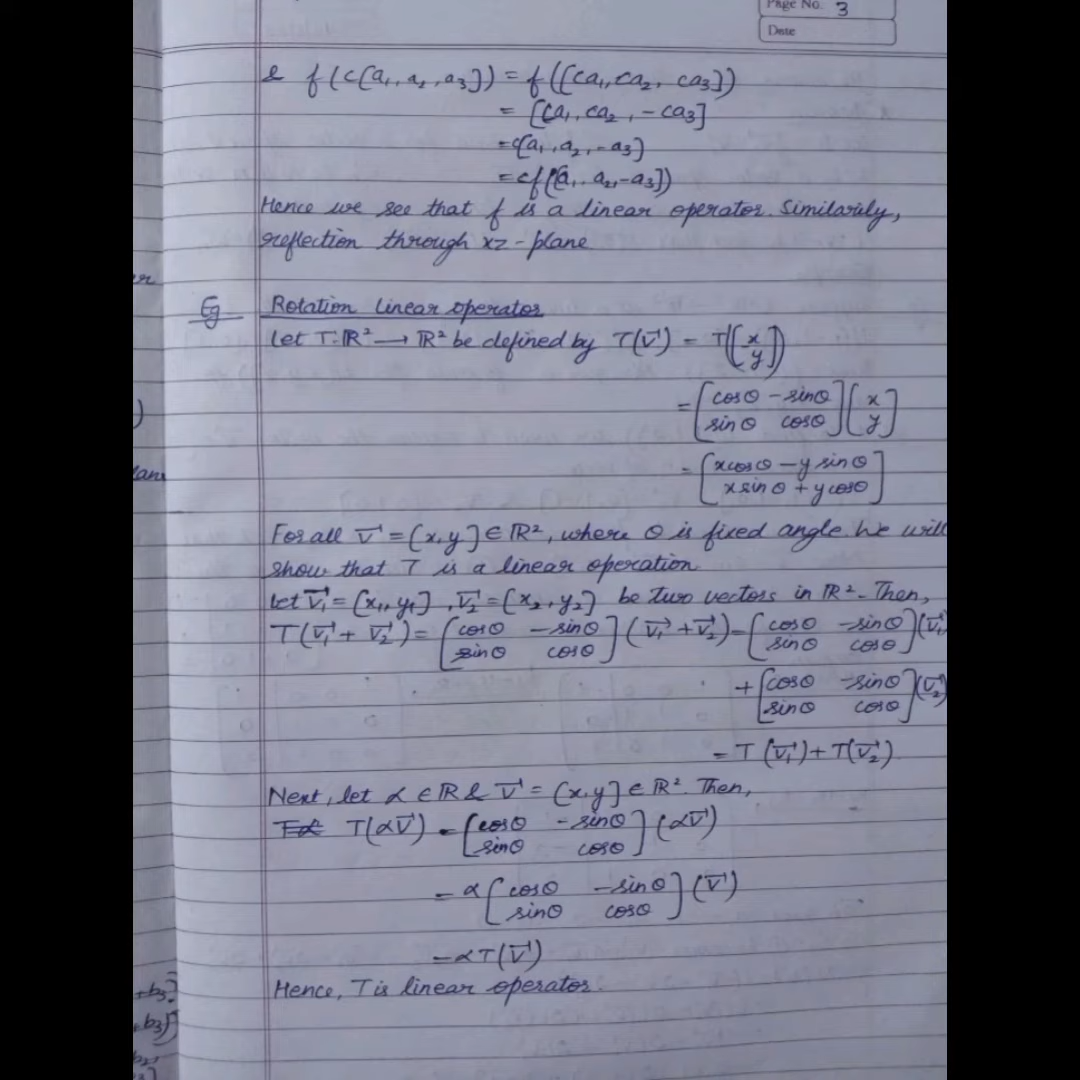 Page No. 3
Date
& f(c[a₁, a₂, a₃]) = f([ca₁, ca₂, ca₃])
= [ca₁, ca₂, -ca₃]
= c[a₁, a₂, -a₃]
= cf([a₁, a₂, -a₃])
Hence we see that f is a linear operator. Similarily,
reflection through xz-plane
Eg Rotation linear operator
Let T: ℝ² → ℝ² be defined by T(v⃗) = T([x
y])
= [cosθ -sinθ
sinθ cosθ] [x
y]
= [xcosθ - y sinθ
x sinθ + y cosθ]
For all v⃗ = [x, y] ∈ ℝ², where θ is fixed angle. We will
show that T is a linear operation
Let v⃗₁ = [x₁, y₁], v⃗₂ = [x₂, y₂] be two vectors in ℝ². Then,
T(v⃗₁ + v⃗₂) = [cosθ -sinθ
sinθ cosθ] (v⃗₁ + v⃗₂) = [cosθ -sinθ
sinθ cosθ] (v⃗₁)
+ [cosθ -sinθ
sinθ cosθ] (v⃗₂)
= T(v⃗₁) + T(v⃗₂)
Next, let α ∈ ℝ & v⃗ = [x, y] ∈ ℝ². Then,
T(αv⃗) = [cosθ -sinθ
sinθ cosθ] (αv⃗)
= α [cosθ -sinθ
sinθ cosθ] (v⃗)
= αT(v⃗)
Hence, T is linear operator.
+b₃]
+b₃)]